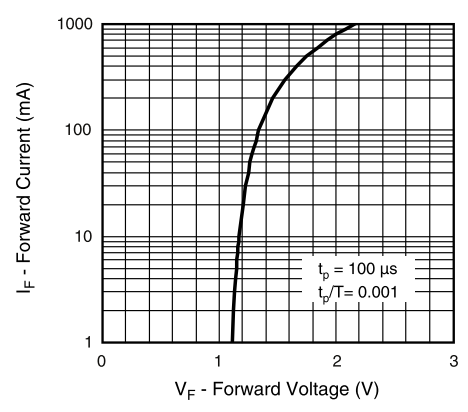 1000
100
10
1
I_F - Forward Current (mA)
t_p = 100 µs
t_p/T= 0.001
0 1 2 3
V_F - Forward Voltage (V)